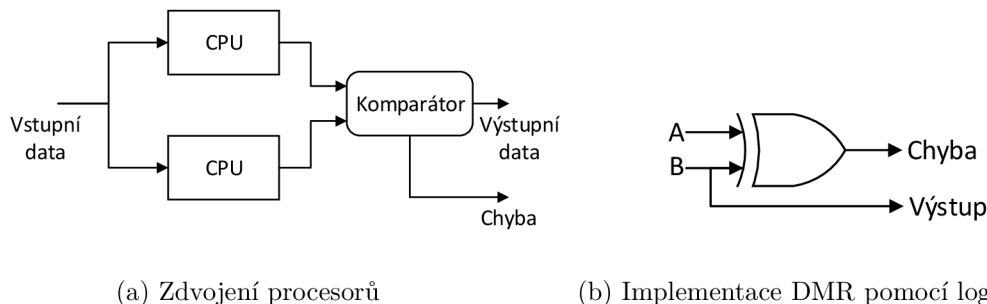 CPU
Komparátor
Vstupní
data
CPU
Výstupní
data
Chyba
A
B
Chyba
Výstup
(a) Zdvojení procesorů
(b) Implementace DMR pomocí log